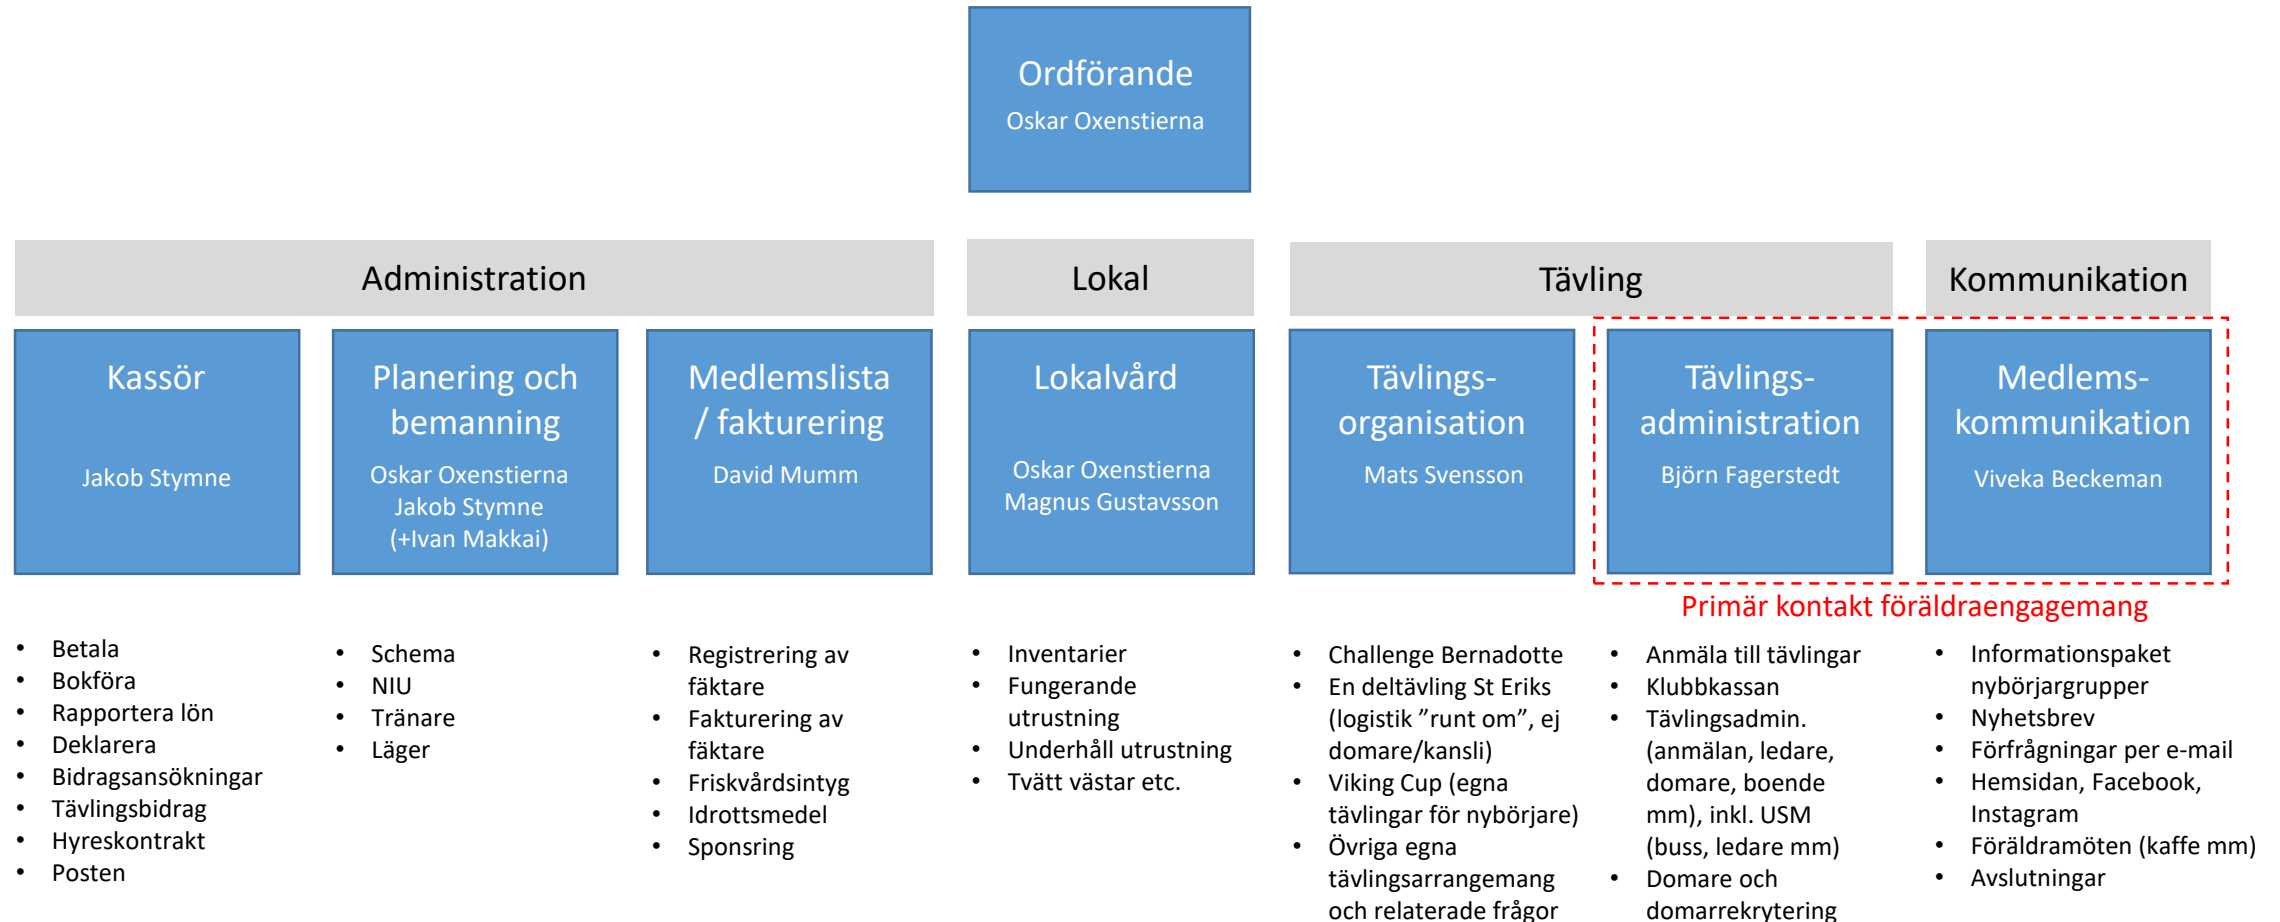 Ordförande
Oskar Oxenstierna
Administration
Lokal
Tävling
Kommunikation
Kassör
Jakob Stymne
Planering och
bemanning
Oskar Oxenstierna
Jakob Stymne
(+Ivan Makkai)
Medlemslista
/ fakturering
David Mumm
Lokalvård
Oskar Oxenstierna
Magnus Gustavsson
Tävlings-
organisation
Mats Svensson
Tävlings-
administration
Björn Fagerstedt
Medlems-
kommunikation
Viveka Beckeman
Primär kontakt föräldraengagemang
• Betala
• Bokföra
• Rapportera lön
• Deklarera
• Bidragsansökningar
• Tävlingsbidrag
• Hyreskontrakt
• Posten
• Schema
• NIU
• Tränare
• Läger
• Registrering av
fäktare
• Fakturering av
fäktare
• Friskvårdsintyg
• Idrottsmedel
• Sponsring
• Inventarier
• Fungerande
utrustning
• Underhåll utrustning
• Tvätt västar etc.
• Challenge Bernadotte
• En deltävling St Eriks
(logistik ”runt om”, ej
domare/kansli)
• Viking Cup (egna
tävlingar för nybörjare)
• Övriga egna
tävlingsarrangemang
och relaterade frågor
• Anmäla till tävlingar
• Klubbkassan
• Tävlingsadmin.
(anmälan, ledare,
domare, boende
mm), inkl. USM
(buss, ledare mm)
• Domare och
domarrekrytering
• Informationspaket
nybörjargrupper
• Nyhetsbrev
• Förfrågningar per e-mail
• Hemsidan, Facebook,
Instagram
• Föräldramöten (kaffe mm)
• Avslutningar